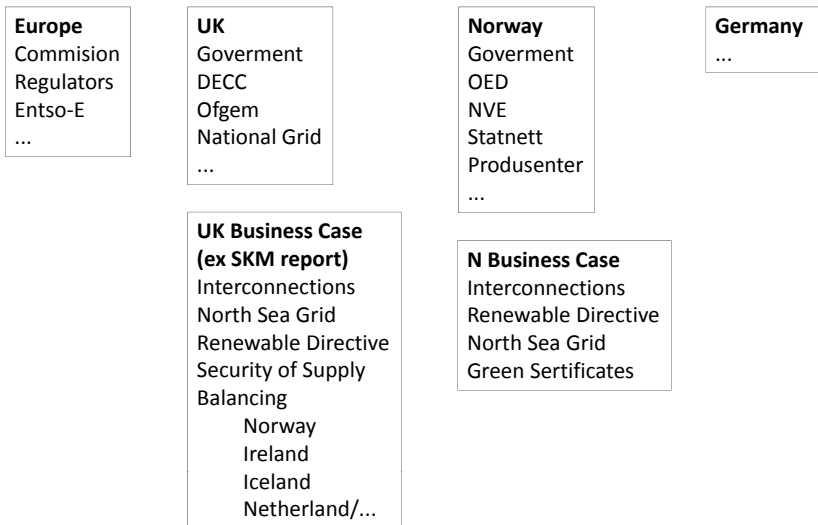 Europe
Commision
Regulators
Entso-E
...
UK
Goverment
DECC
Ofgem
National Grid
...
Norway
Goverment
OED
NVE
Statnett
Produsenter
...
Germany
...
UK Business Case
(ex SKM report)
Interconnections
North Sea Grid
Renewable Directive
Security of Supply
Balancing
Norway
Ireland
Iceland
Netherland/...
N Business Case
Interconnections
Renewable Directive
North Sea Grid
Green Sertificates